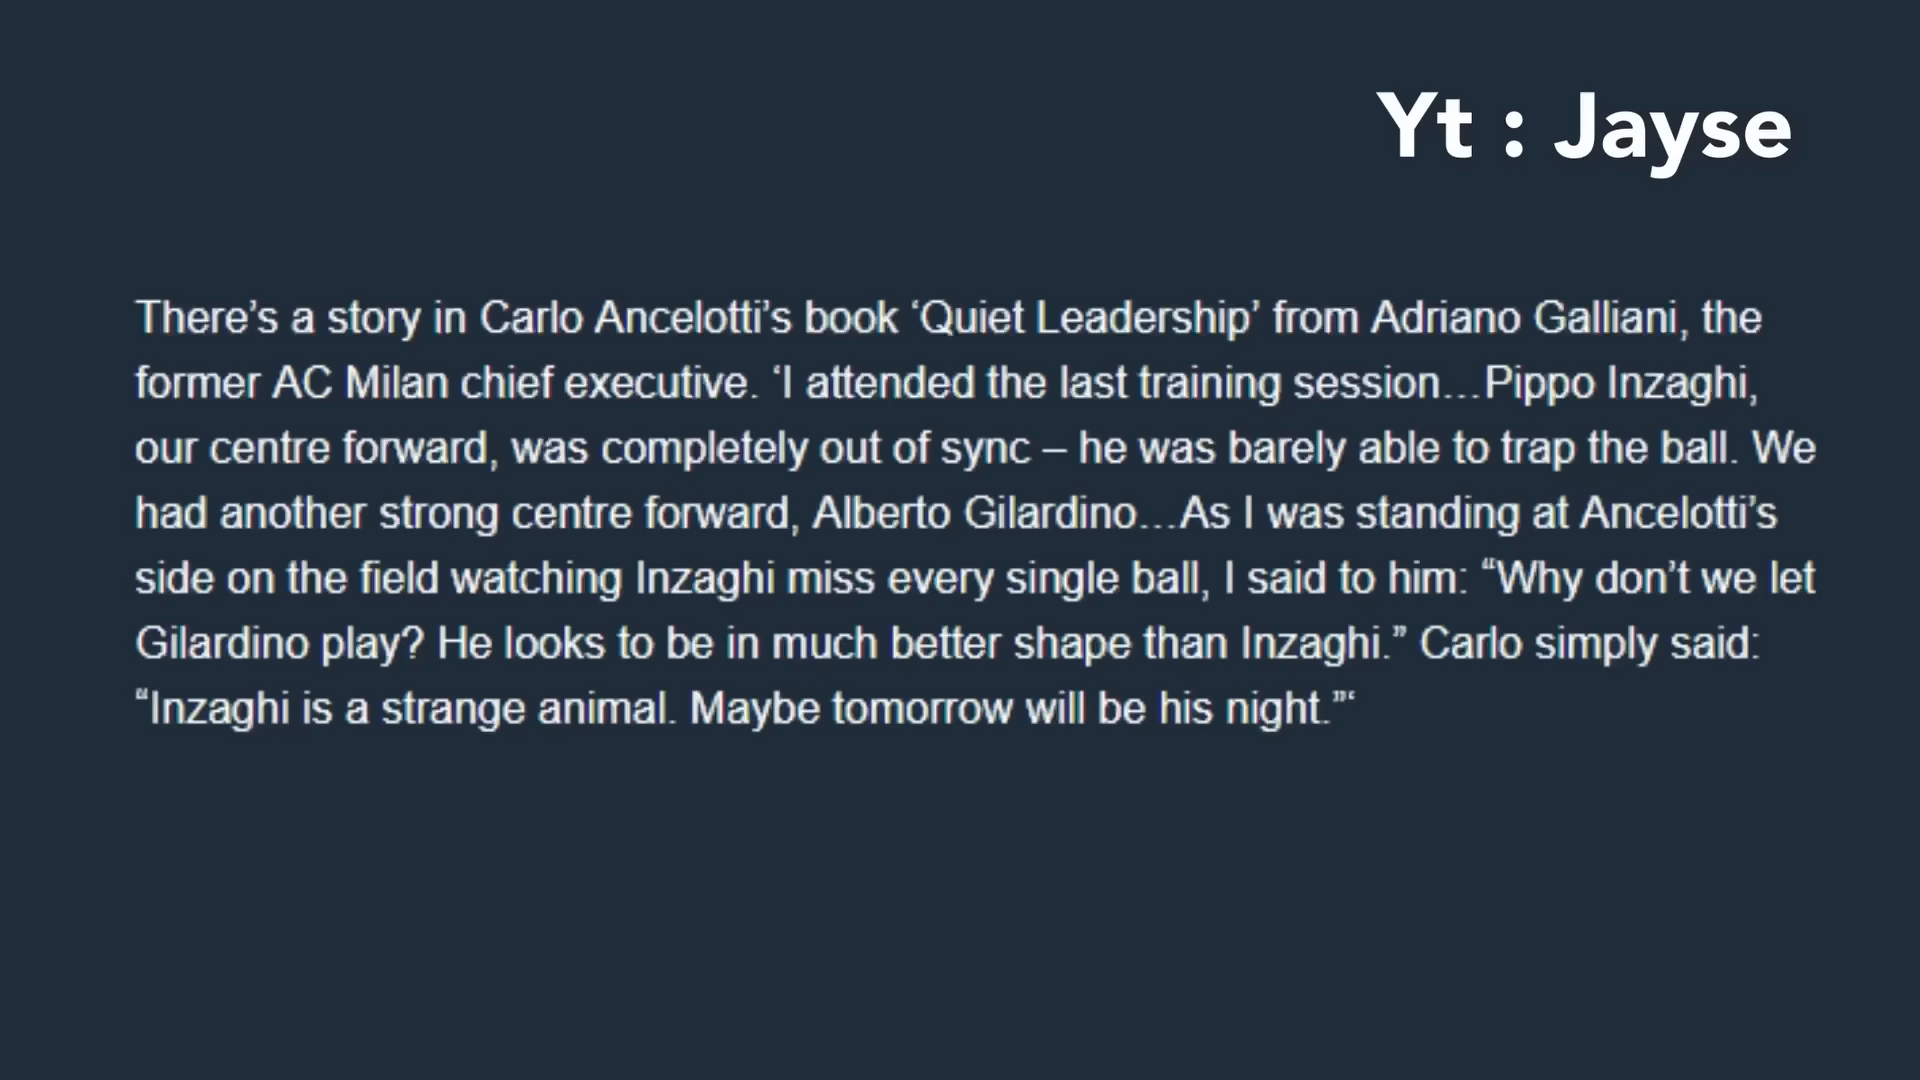 Yt : Jayse
There’s a story in Carlo Ancelotti’s book ‘Quiet Leadership’ from Adriano Galliani, the
former AC Milan chief executive. ‘I attended the last training session…Pippo Inzaghi,
our centre forward, was completely out of sync – he was barely able to trap the ball. We
had another strong centre forward, Alberto Gilardino…As I was standing at Ancelotti’s
side on the field watching Inzaghi miss every single ball, I said to him: “Why don’t we let
Gilardino play? He looks to be in much better shape than Inzaghi.” Carlo simply said:
“Inzaghi is a strange animal. Maybe tomorrow will be his night.”‘